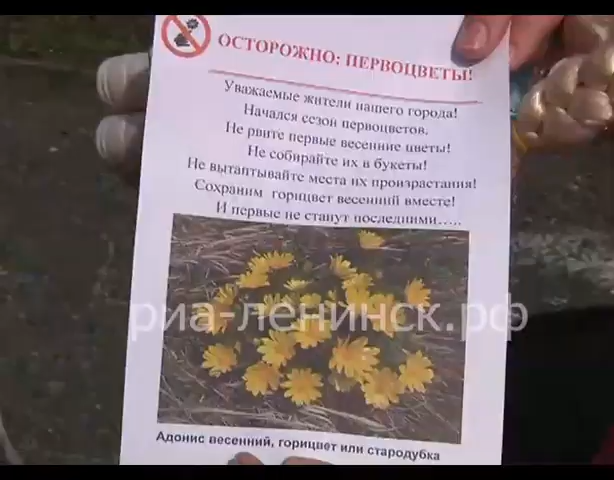 ОСТОРОЖНО: ПЕРВОЦВЕТЫ!
Уважаемые жители нашего города!
Начался сезон первоцветов.
Не рвите первые весенние цветы!
Не собирайте их в букеты!
Не вытаптывайте места их произрастания!
Сохраним горицвет весенний вместе!
И первые не станут последними…..
риа-ленинск.рф
Адонис весенний, горицвет или стародубка